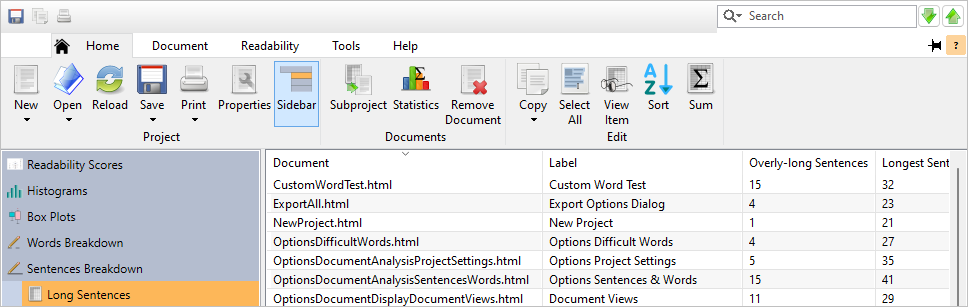 Search
?
Home Document Readability Tools Help
New Open Reload Save Print Properties Sidebar
Project
Subproject Statistics Remove Document
Documents
Copy Select All View Item Sort Sum
Edit
Readability Scores
Histograms
Box Plots
Words Breakdown
Sentences Breakdown
Long Sentences
Document Label Overly-long Sentences Longest Sent
CustomWordTest.html Custom Word Test 15 32
ExportAll.html Export Options Dialog 4 23
NewProject.html New Project 1 21
OptionsDifficultWords.html Options Difficult Words 4 27
OptionsDocumentAnalysisProjectSettings.html Options Project Settings 5 35
OptionsDocumentAnalysisSentencesWords.html Options Sentences & Words 15 41
OptionsDocumentDisplayDocumentViews.html Document Views 11 29